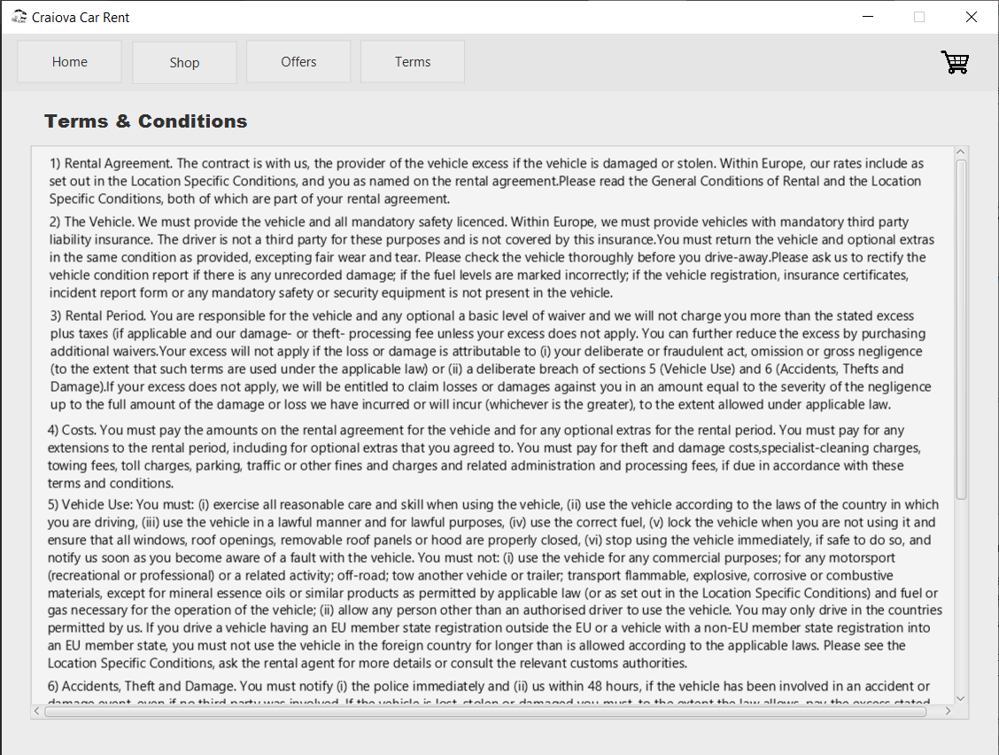 Craiova Car Rent
Home
Shop
Offers
Terms
Terms & Conditions
1) Rental Agreement. The contract is with us, the provider of the vehicle excess if the vehicle is damaged or stolen. Within Europe, our rates include as
set out in the Location Specific Conditions, and you as named on the rental agreement.Please read the General Conditions of Rental and the Location
Specific Conditions, both of which are part of your rental agreement.
2) The Vehicle. We must provide the vehicle and all mandatory safety licenced. Within Europe, we must provide vehicles with mandatory third party
liability insurance. The driver is not a third party for these purposes and is not covered by this insurance.You must return the vehicle and optional extras
in the same condition as provided, excepting fair wear and tear. Please check the vehicle thoroughly before you drive-away.Please ask us to rectify the
vehicle condition report if there is any unrecorded damage; if the fuel levels are marked incorrectly; if the vehicle registration, insurance certificates,
incident report form or any mandatory safety or security equipment is not present in the vehicle.
3) Rental Period. You are responsible for the vehicle and any optional a basic level of waiver and we will not charge you more than the stated excess
plus taxes (if applicable and our damage- or theft- processing fee unless your excess does not apply. You can further reduce the excess by purchasing
additional waivers.Your excess will not apply if the loss or damage is attributable to (i) your deliberate or fraudulent act, omission or gross negligence
(to the extent that such terms are used under the applicable law) or (ii) a deliberate breach of sections 5 (Vehicle Use) and 6 (Accidents, Thefts and
Damage).If your excess does not apply, we will be entitled to claim losses or damages against you in an amount equal to the severity of the negligence
up to the full amount of the damage or loss we have incurred or will incur (whichever is the greater), to the extent allowed under applicable law.
4) Costs. You must pay the amounts on the rental agreement for the vehicle and for any optional extras for the rental period. You must pay for any
extensions to the rental period, including for optional extras that you agreed to. You must pay for theft and damage costs,specialist-cleaning charges,
towing fees, toll charges, parking, traffic or other fines and charges and related administration and processing fees, if due in accordance with these
terms and conditions.
5) Vehicle Use: You must: (i) exercise all reasonable care and skill when using the vehicle, (ii) use the vehicle according to the laws of the country in which
you are driving, (iii) use the vehicle in a lawful manner and for lawful purposes, (iv) use the correct fuel, (v) lock the vehicle when you are not using it and
ensure that all windows, roof openings, removable roof panels or hood are properly closed, (vi) stop using the vehicle immediately, if safe to do so, and
notify us soon as you become aware of a fault with the vehicle. You must not: (i) use the vehicle for any commercial purposes; for any motorsport
(recreational or professional) or a related activity; off-road; tow another vehicle or trailer; transport flammable, explosive, corrosive or combustive
materials, except for mineral essence oils or similar products as permitted by applicable law (or as set out in the Location Specific Conditions) and fuel or
gas necessary for the operation of the vehicle; (ii) allow any person other than an authorised driver to use the vehicle. You may only drive in the countries
permitted by us. If you drive a vehicle having an EU member state registration outside the EU or a vehicle with a non-EU member state registration into
an EU member state, you must not use the vehicle in the foreign country for longer than is allowed according to the applicable laws. Please see the
Location Specific Conditions, ask the rental agent for more details or consult the relevant customs authorities.
6) Accidents, Theft and Damage. You must notify (i) the police immediately and (ii) us within 48 hours, if the vehicle has been involved in an accident or
damage event, even if no third party was involved. If the vehicle is lost, stolen or damaged you must, to the extent the law allows, pay the excess stated